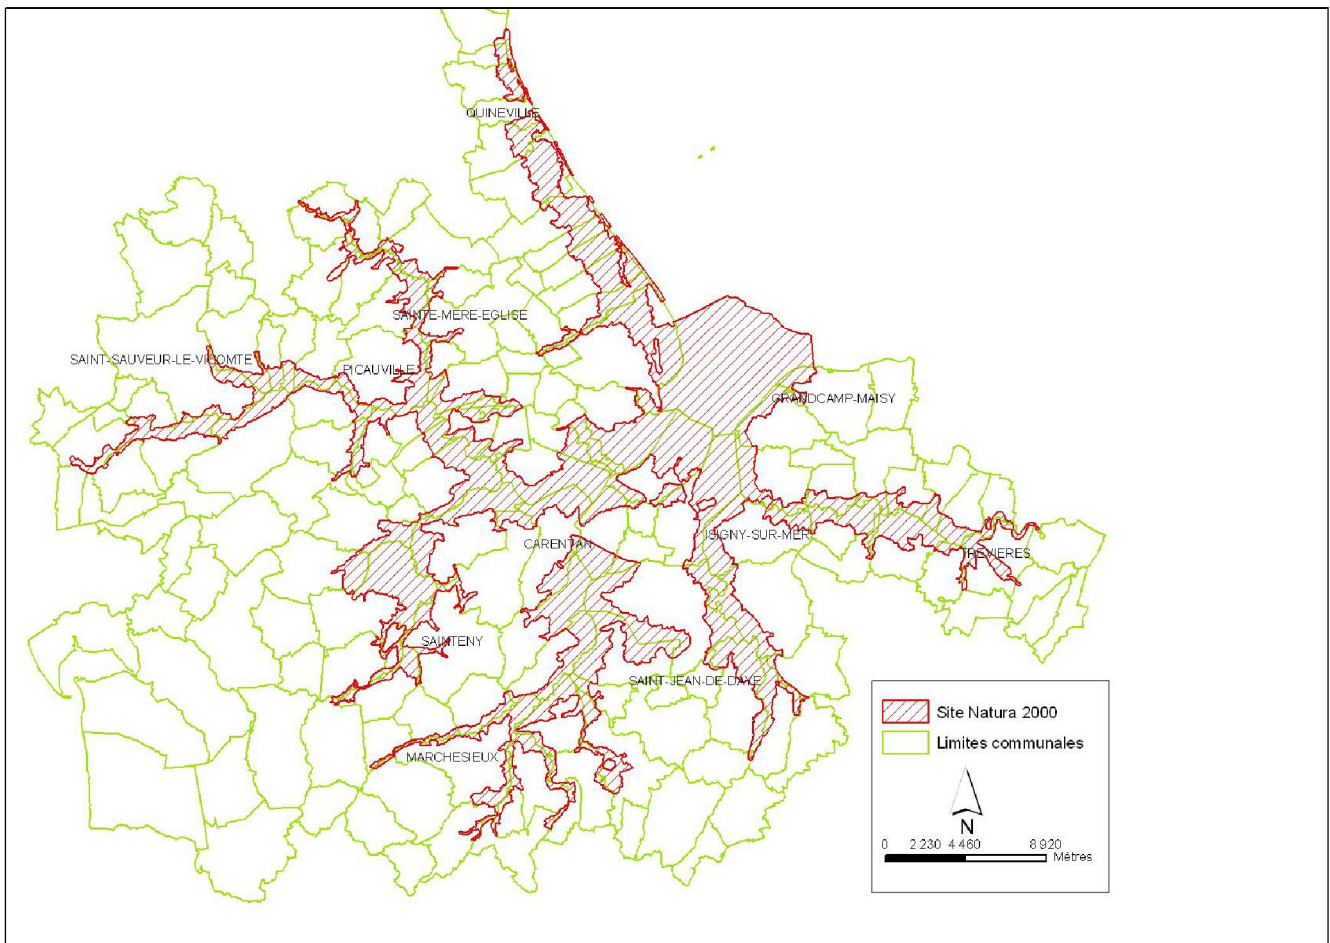 QUINEVILLE
SAINTE-MERE-EGLISE
SAINT-SAUVEUR-LE-VICOMTE
PICAUVILLE
GRANDCAMP-MAISY
CARENTAN
ISIGNY-SUR-MER
TREVIERES
SAINTENY
SAINT-JEAN-DE-DAYE
MARCHESIEUX
Site Natura 2000
Limites communales
N
0 2 230 4 460 8 920
Mètres